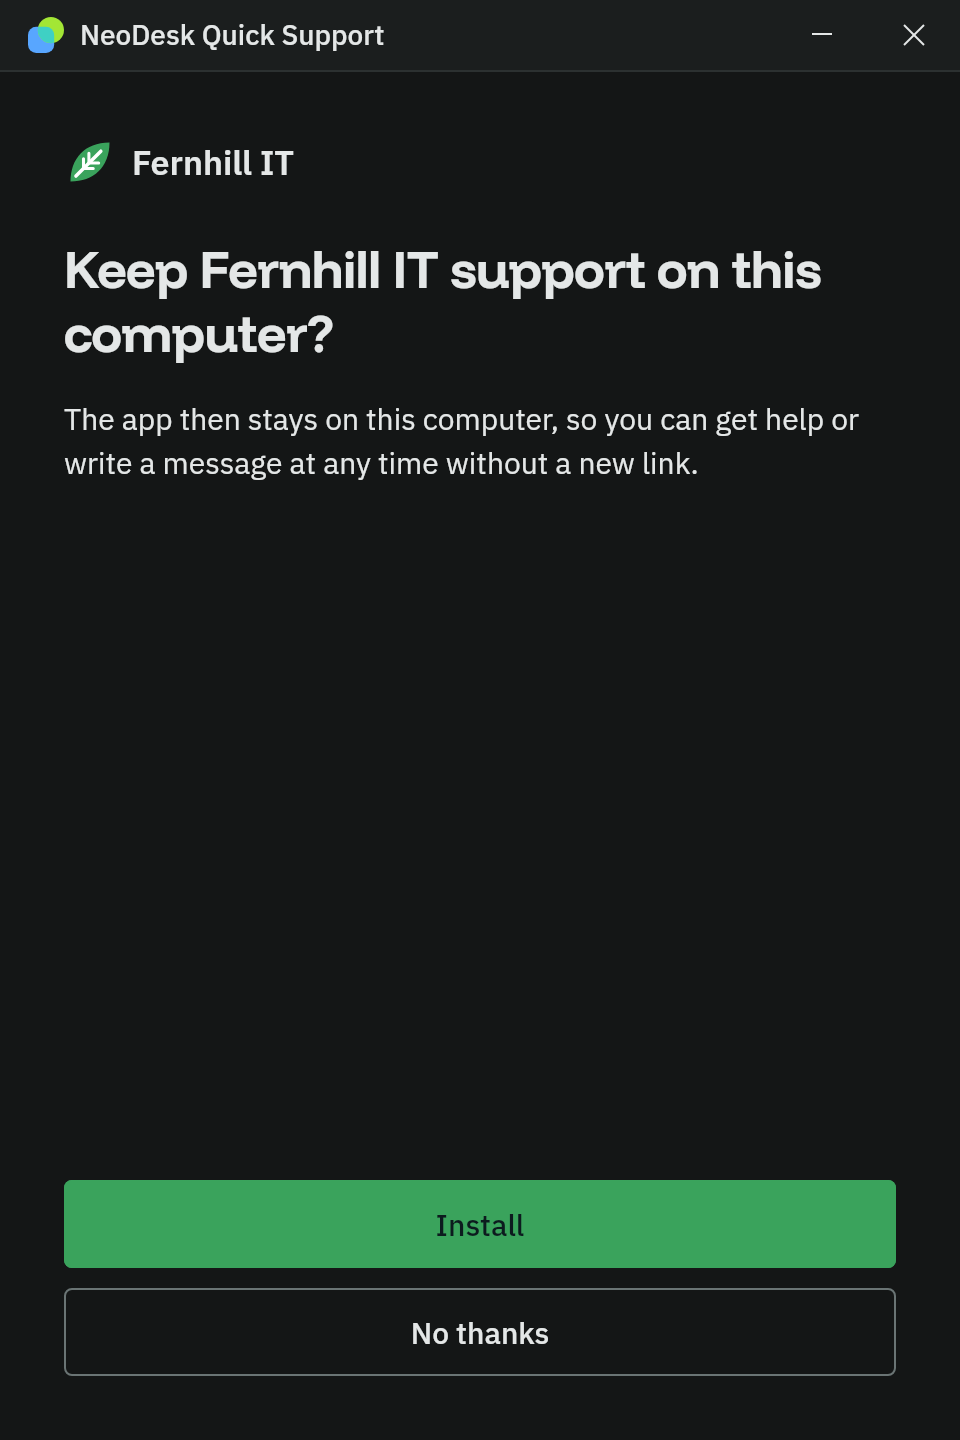 NeoDesk Quick Support
Fernhill IT
Keep Fernhill IT support on this
computer?
The app then stays on this computer, so you can get help or
write a message at any time without a new link.
Install
No thanks